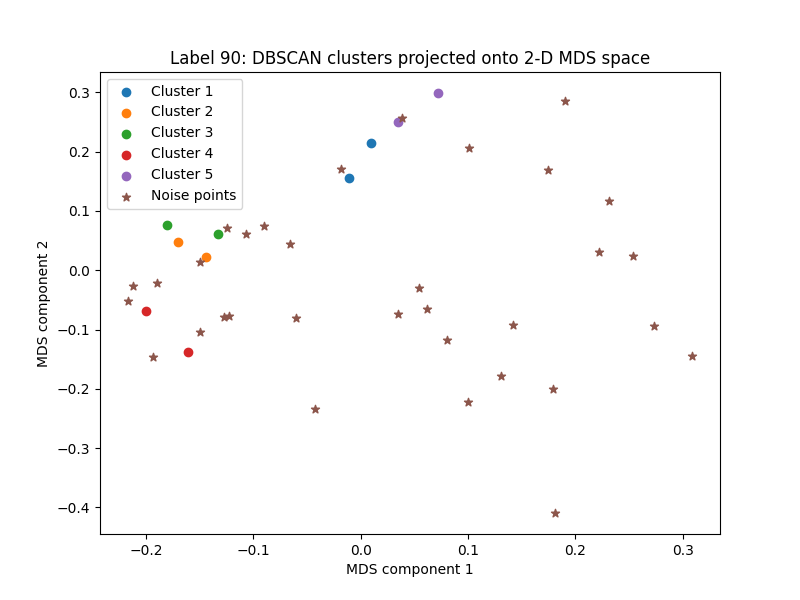 Label 90: DBSCAN clusters projected onto 2-D MDS space
Cluster 1
Cluster 2
Cluster 3
Cluster 4
Cluster 5
Noise points
0.3
0.2
0.1
0.0
−0.1
−0.2
−0.3
−0.4
MDS component 2
−0.2
−0.1
0.0
0.1
0.2
0.3
MDS component 1